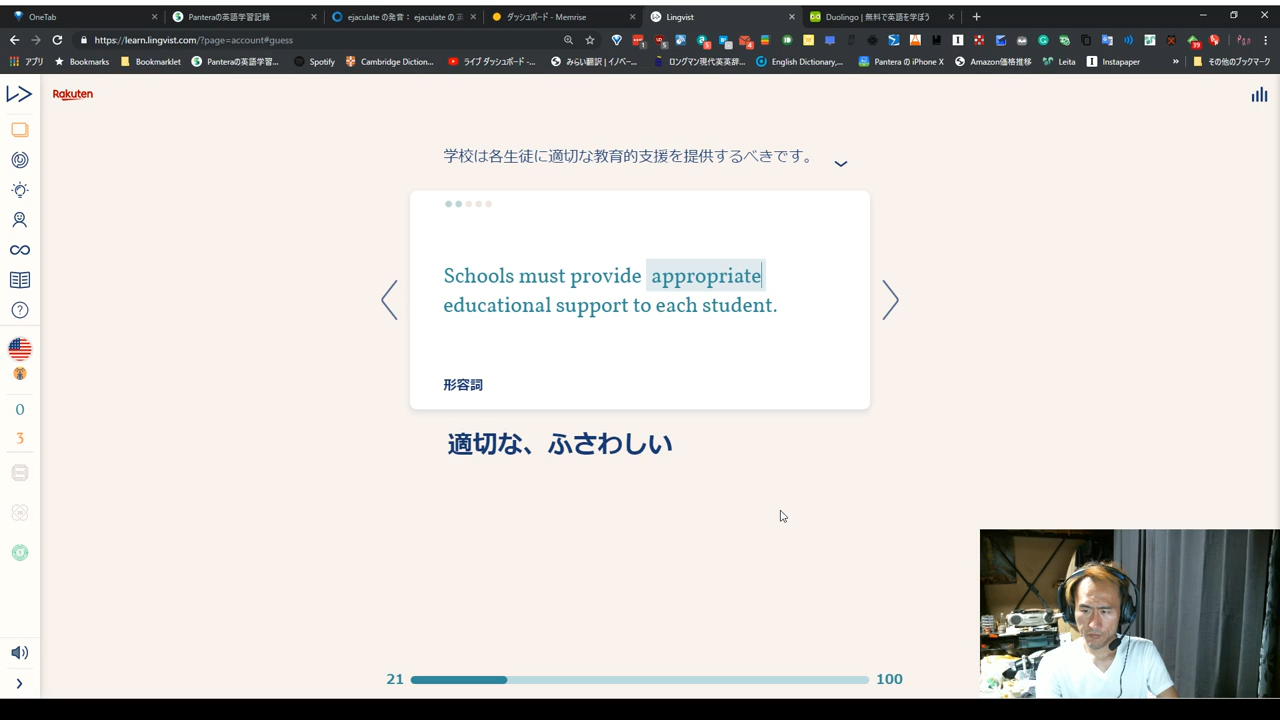 OneTab
Panteraの英語学習記録
ejaculate の発音： ejaculate の 英
ダッシュボード - Memrise
Lingvist
Duolingo | 無料で英語を学ぼう
https://learn.lingvist.com/?page=account#guess
アプリ
Bookmarks
Bookmarklet
Panteraの英語学習...
Spotify
Cambridge Diction...
ライブ ダッシュボード -...
みらい翻訳 | イノベー...
ロングマン現代英英辞...
English Dictionary,...
Pantera の iPhone X
Amazon価格推移
Leita
Instapaper
»
その他のブックマーク
Rakuten
学校は各生徒に適切な教育的支援を提供するべきです。
Schools must provide appropriate
educational support to each student.
形容詞
適切な、ふさわしい
0
3
21
100